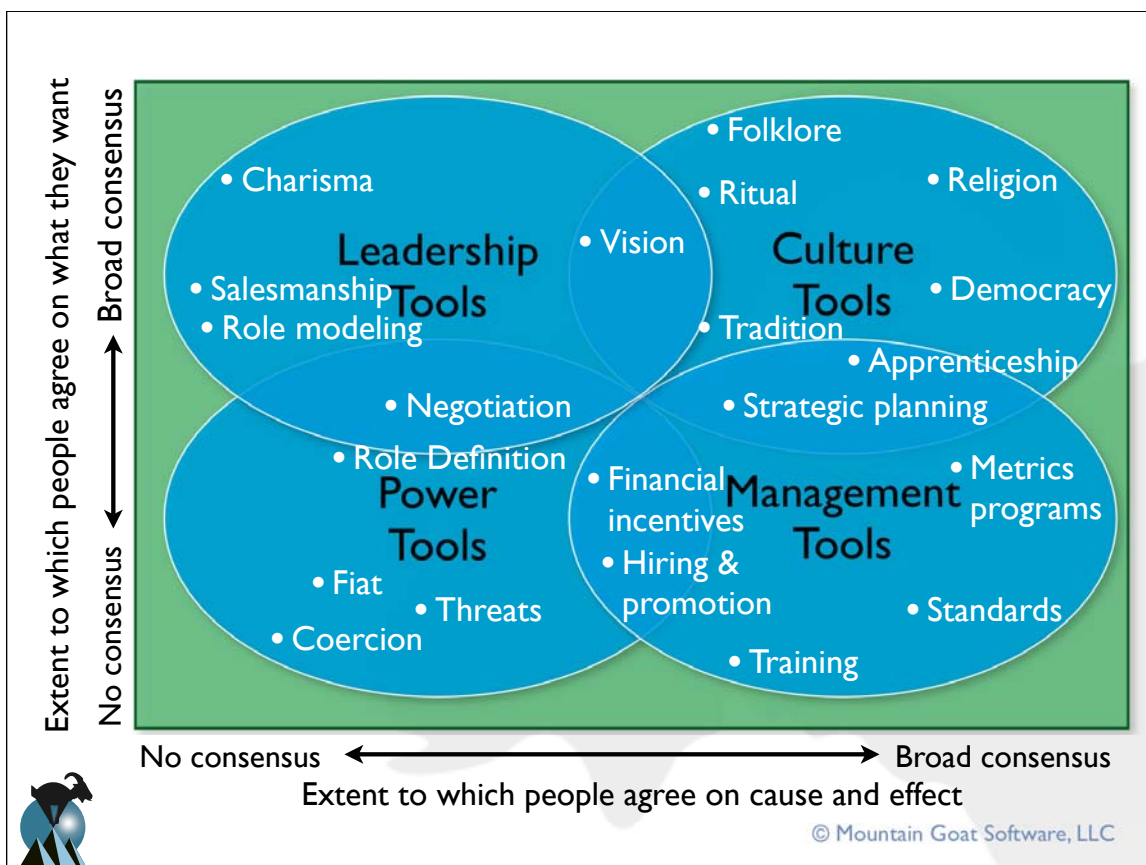 Extent to which people agree on what they want
Broad consensus
No consensus
• Folklore
• Charisma
• Ritual
• Religion
• Vision
Leadership
Tools
Culture
Tools
• Salesmanship
• Democracy
• Role modeling
• Tradition
• Apprenticeship
• Negotiation
• Strategic planning
• Role Definition
Power
Tools
• Financial
incentives
Management
Tools
• Metrics
programs
• Hiring &
promotion
• Fiat
• Threats
• Coercion
• Standards
• Training
No consensus
Broad consensus
Extent to which people agree on cause and effect
© Mountain Goat Software, LLC